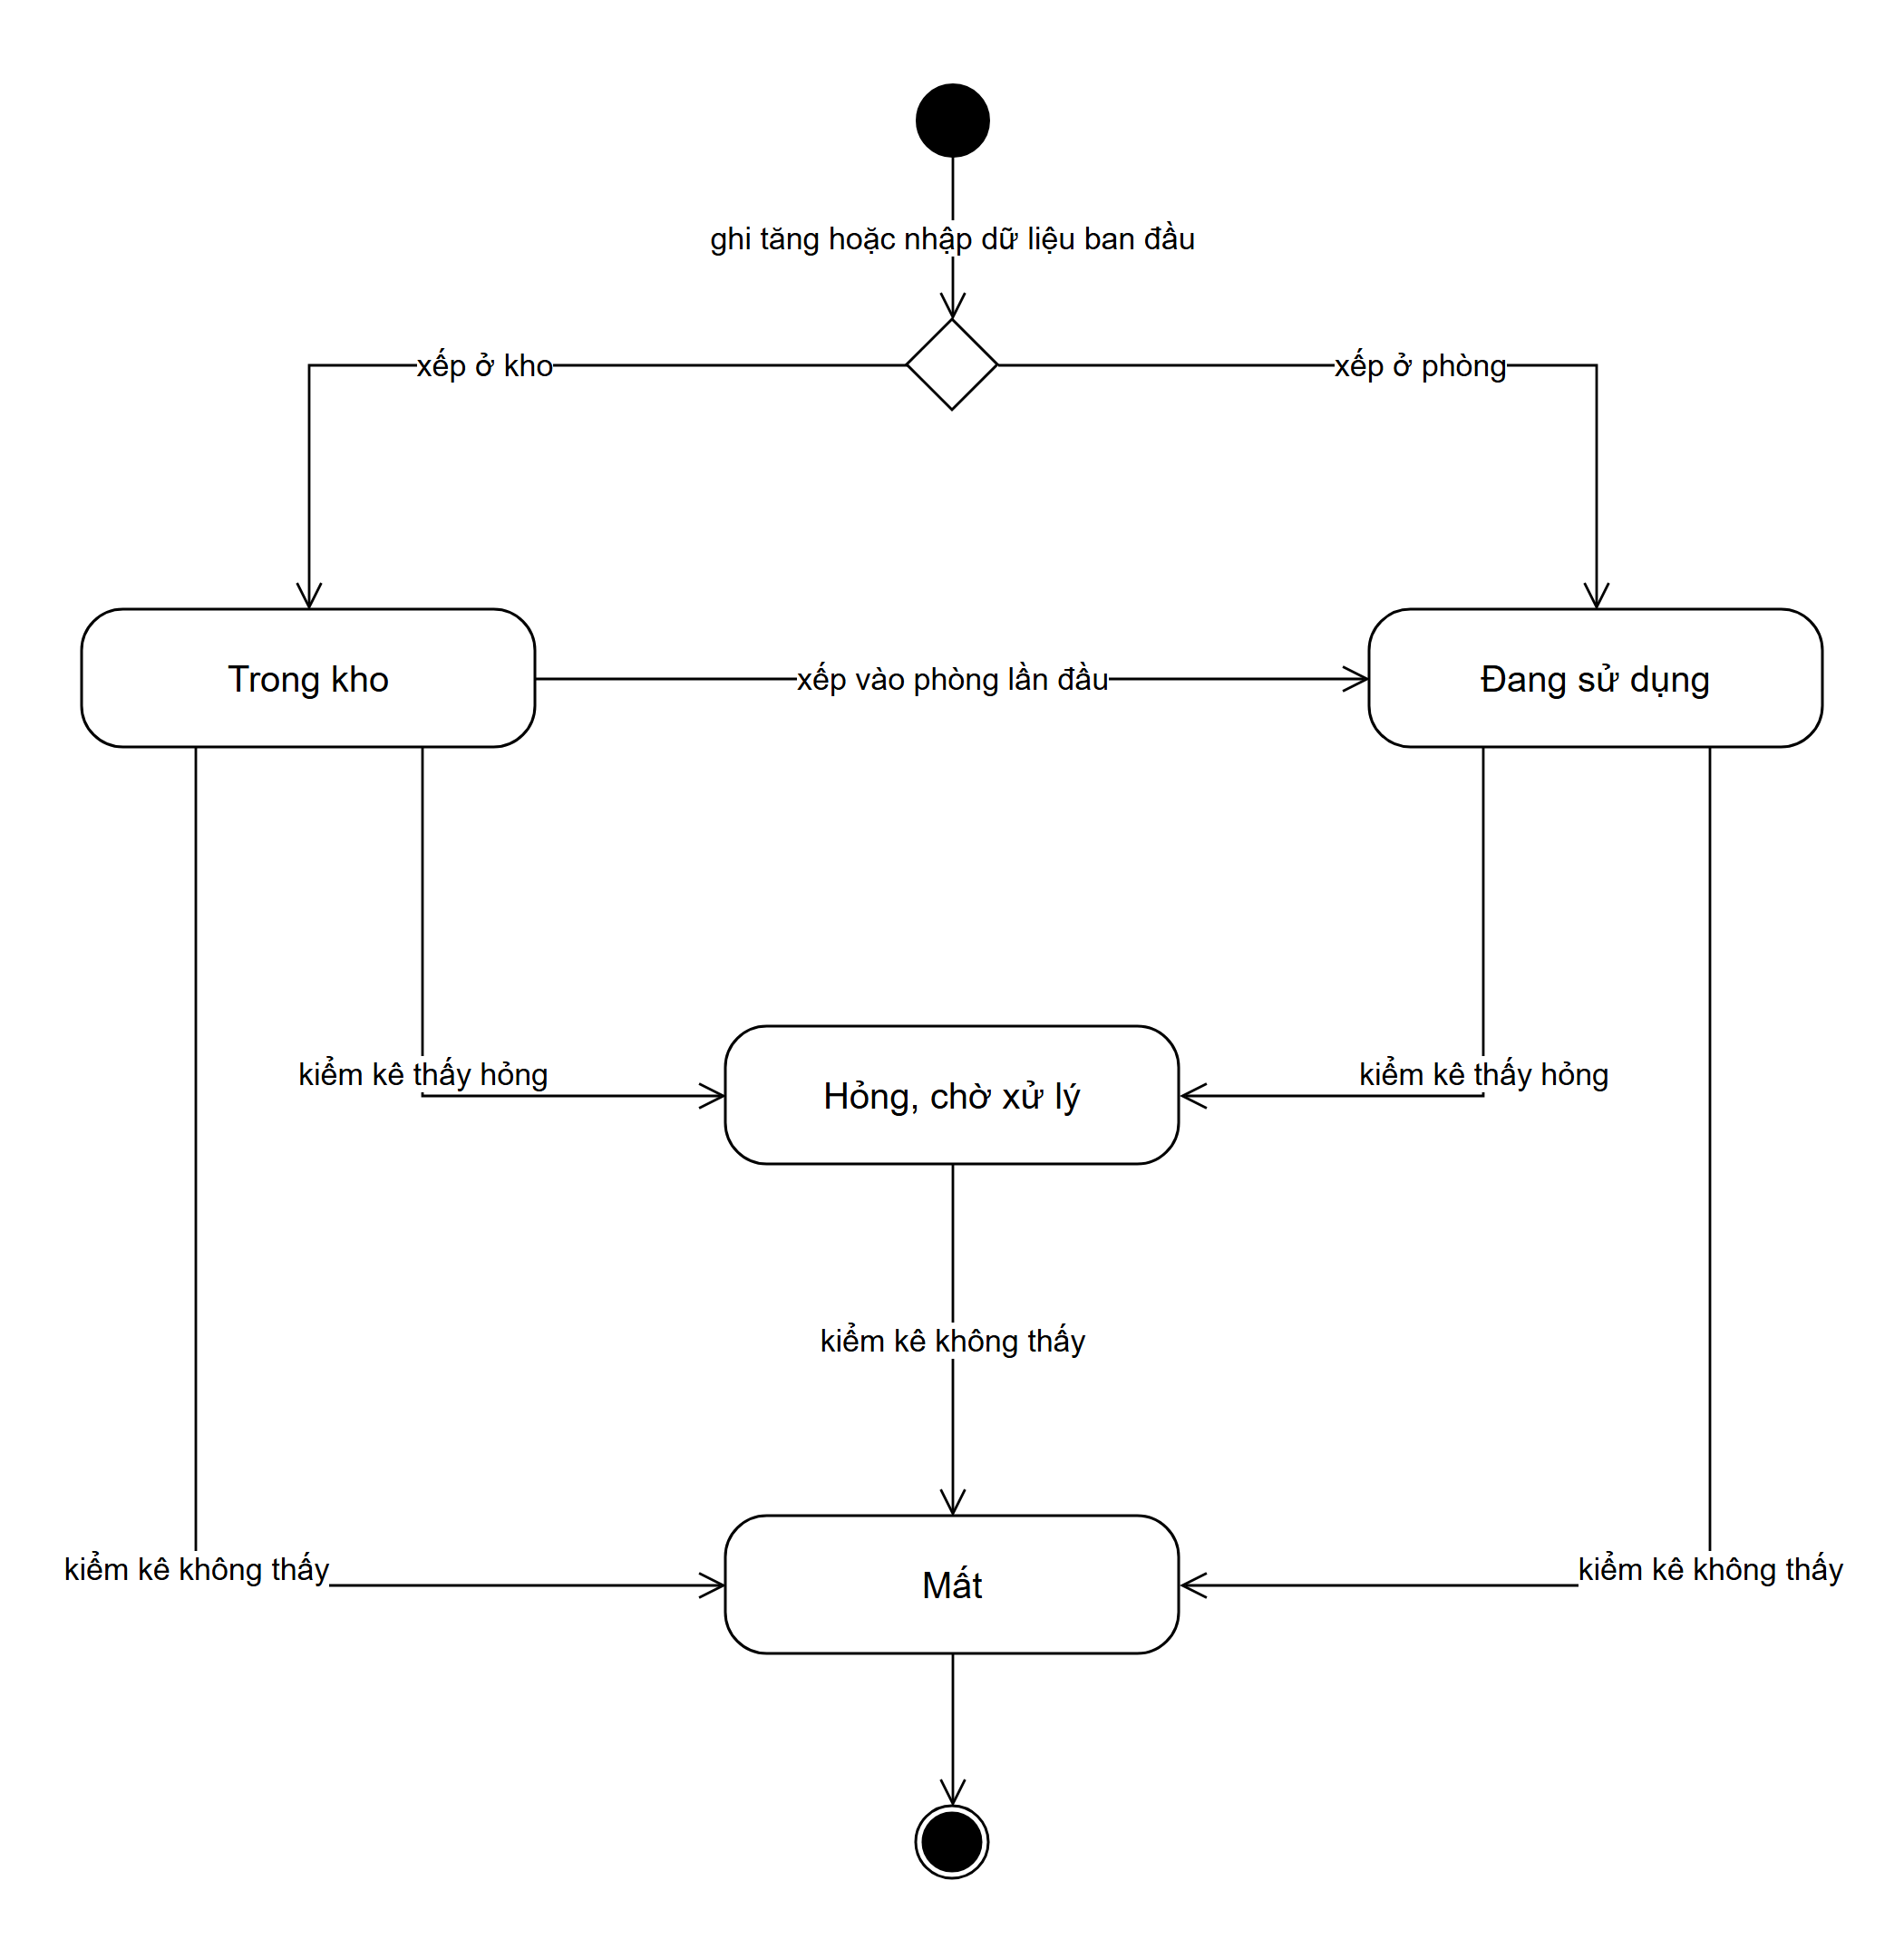 ghi tăng hoặc nhập dữ liệu ban đầu
xếp ở kho
xếp ở phòng
Trong kho
xếp vào phòng lần đầu
Đang sử dụng
kiểm kê thấy hỏng
Hỏng, chờ xử lý
kiểm kê thấy hỏng
kiểm kê không thấy
kiểm kê không thấy
Mất
kiểm kê không thấy